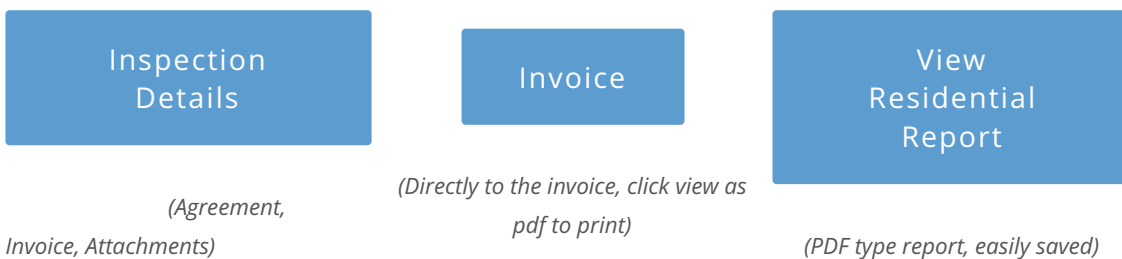 Inspection
Details
(Agreement,
Invoice, Attachments)
Invoice
(Directly to the invoice, click view as
pdf to print)
View
Residential
Report
(PDF type report, easily saved)